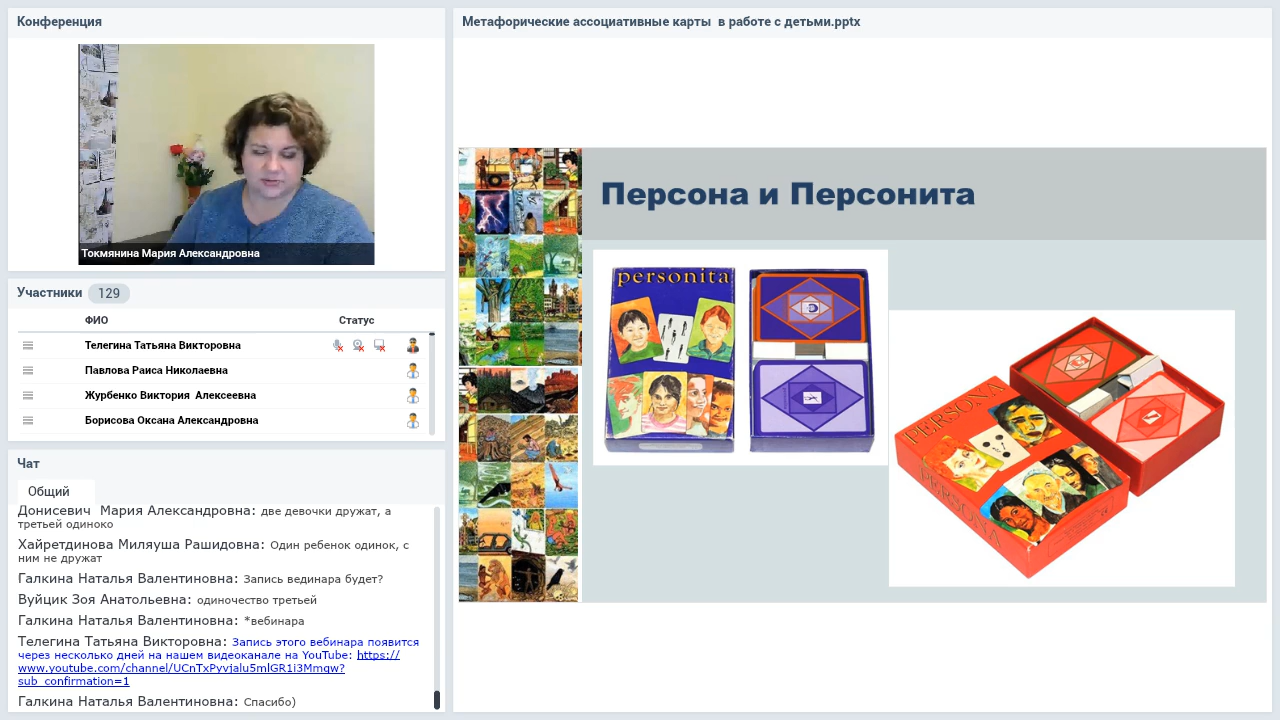 Конференция
Токмянина Мария Александровна
Участники 129
ФИО Статус
Телегина Татьяна Викторовна
Павлова Раиса Николаевна
Журбенко Виктория Алексеевна
Борисова Оксана Александровна
Чат
Общий
Донисевич Мария Александровна: две девочки дружат, а
третьей одиноко
Хайретдинова Миляуша Рашидовна: Один ребенок одинок, с
ним не дружат
Галкина Наталья Валентиновна: Запись вединара будет?
Вуйцик Зоя Анатольевна: одиночество третьей
Галкина Наталья Валентиновна: *вебинара
Телегина Татьяна Викторовна: Запись этого вебинара появится
через несколько дней на нашем видеоканале на YouTube: https://
www.youtube.com/channel/UCnTxPyvjalu5mlGR1i3Mmqw?
sub_confirmation=1
Галкина Наталья Валентиновна: Спасибо)
Метафорические ассоциативные карты в работе с детьми.pptx
Персона и Персонита
personita
PERSONA
PERSONA